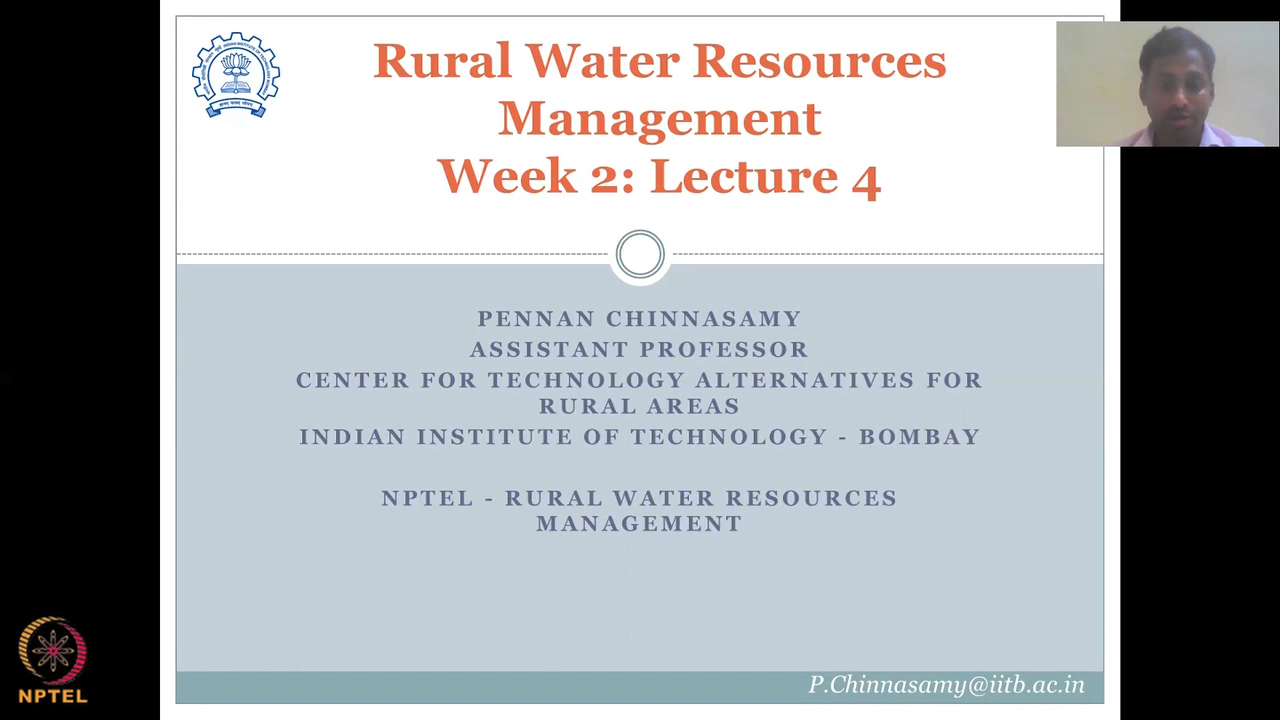 Rural Water Resources
Management
Week 2: Lecture 4
PENNAN CHINNASAMY
ASSISTANT PROFESSOR
CENTER FOR TECHNOLOGY ALTERNATIVES FOR
RURAL AREAS
INDIAN INSTITUTE OF TECHNOLOGY - BOMBAY
NPTEL - RURAL WATER RESOURCES
MANAGEMENT
P.Chinnasamy@iitb.ac.in
NPTEL